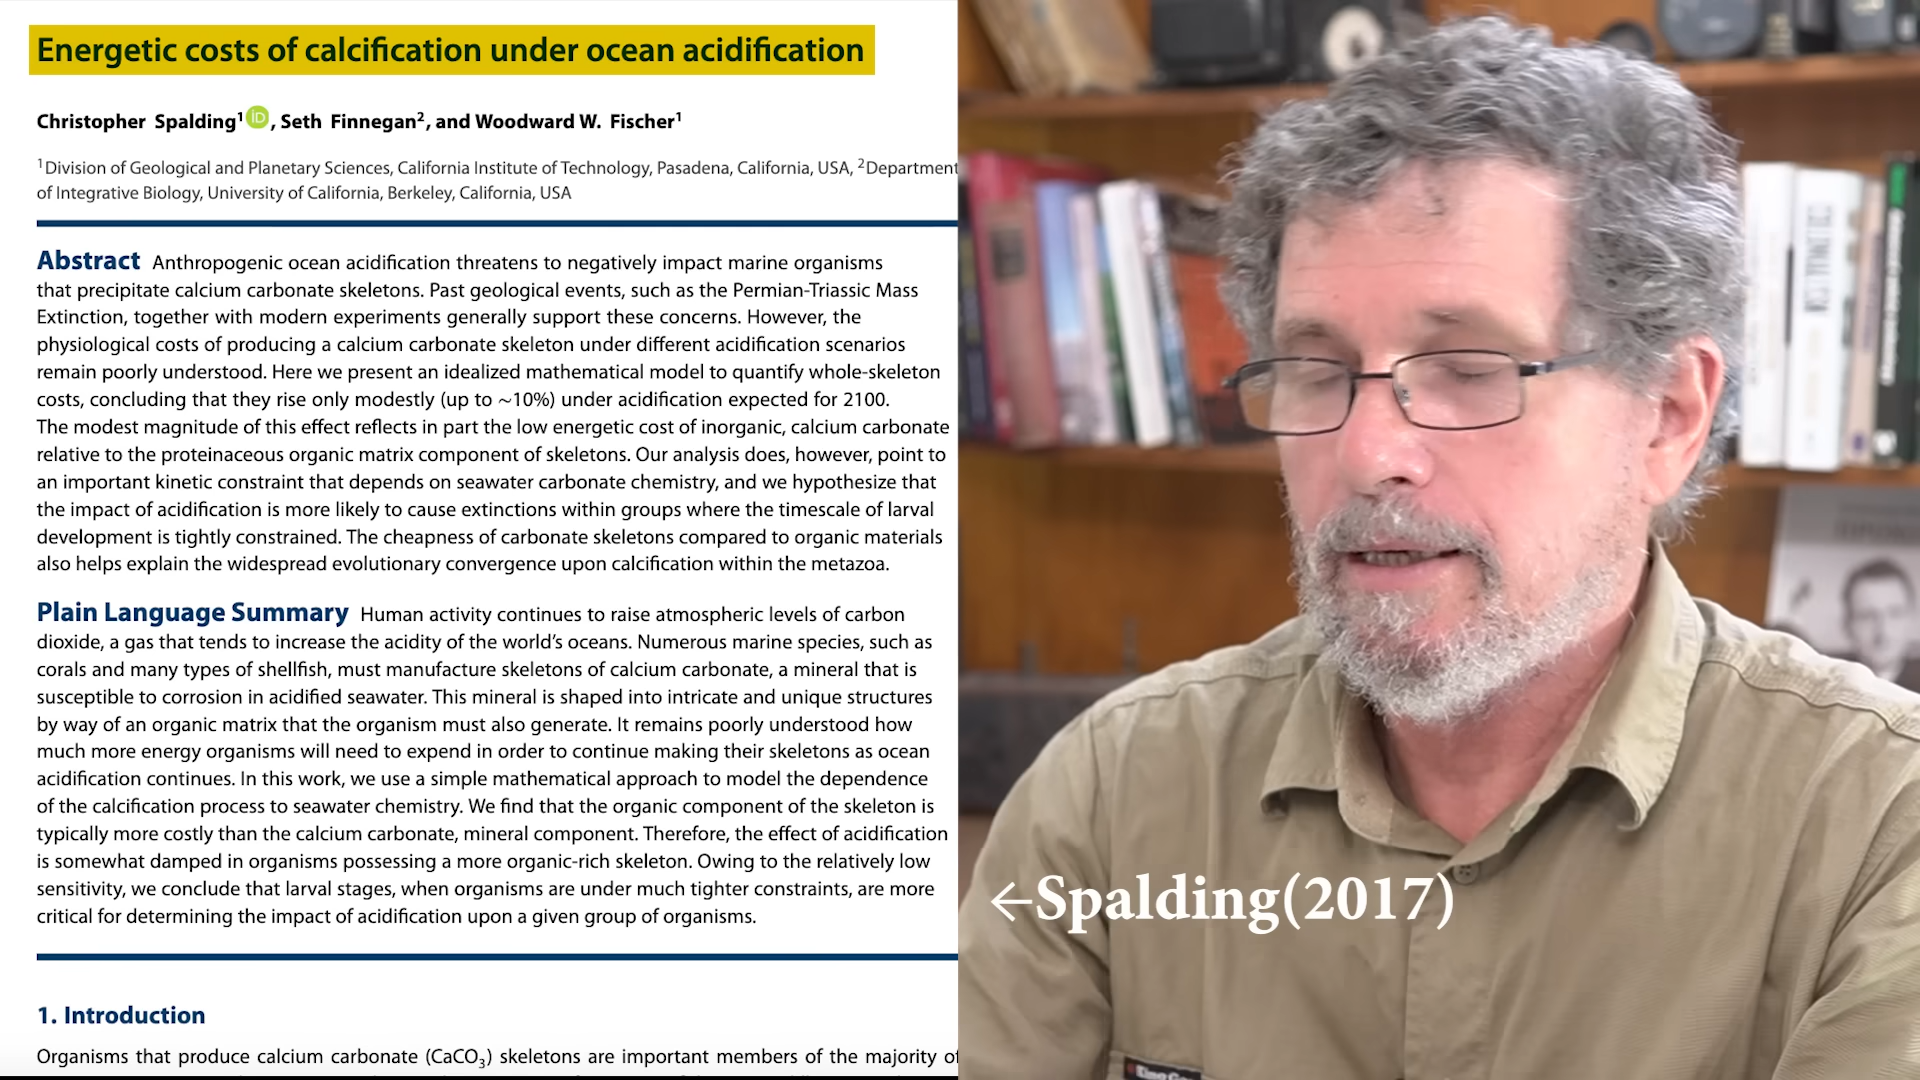 Energetic costs of calcification under ocean acidification
Christopher Spalding¹ iD, Seth Finnegan², and Woodward W. Fischer¹
¹Division of Geological and Planetary Sciences, California Institute of Technology, Pasadena, California, USA, ²Department
of Integrative Biology, University of California, Berkeley, California, USA
Abstract Anthropogenic ocean acidification threatens to negatively impact marine organisms
that precipitate calcium carbonate skeletons. Past geological events, such as the Permian-Triassic Mass
Extinction, together with modern experiments generally support these concerns. However, the
physiological costs of producing a calcium carbonate skeleton under different acidification scenarios
remain poorly understood. Here we present an idealized mathematical model to quantify whole-skeleton
costs, concluding that they rise only modestly (up to ~10%) under acidification expected for 2100.
The modest magnitude of this effect reflects in part the low energetic cost of inorganic, calcium carbonate
relative to the proteinaceous organic matrix component of skeletons. Our analysis does, however, point to
an important kinetic constraint that depends on seawater carbonate chemistry, and we hypothesize that
the impact of acidification is more likely to cause extinctions within groups where the timescale of larval
development is tightly constrained. The cheapness of carbonate skeletons compared to organic materials
also helps explain the widespread evolutionary convergence upon calcification within the metazoa.
Plain Language Summary Human activity continues to raise atmospheric levels of carbon
dioxide, a gas that tends to increase the acidity of the world's oceans. Numerous marine species, such as
corals and many types of shellfish, must manufacture skeletons of calcium carbonate, a mineral that is
susceptible to corrosion in acidified seawater. This mineral is shaped into intricate and unique structures
by way of an organic matrix that the organism must also generate. It remains poorly understood how
much more energy organisms will need to expend in order to continue making their skeletons as ocean
acidification continues. In this work, we use a simple mathematical approach to model the dependence
of the calcification process to seawater chemistry. We find that the organic component of the skeleton is
typically more costly than the calcium carbonate, mineral component. Therefore, the effect of acidification
is somewhat damped in organisms possessing a more organic-rich skeleton. Owing to the relatively low
sensitivity, we conclude that larval stages, when organisms are under much tighter constraints, are more
critical for determining the impact of acidification upon a given group of organisms.
1. Introduction
Organisms that produce calcium carbonate (CaCO₃) skeletons are important members of the majority of
←Spalding(2017)